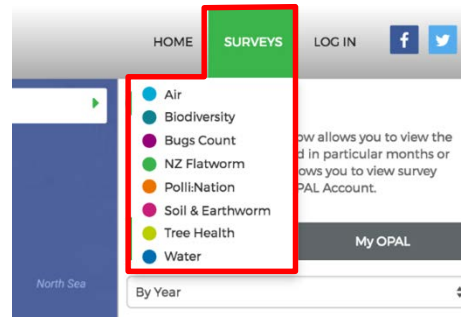 HOME SURVEYS LOG IN f
Air
Biodiversity
Bugs Count
NZ Flatworm
Polli:Nation
Soil & Earthworm
Tree Health
Water
ow allows you to view the
d in particular months or
ows you to view survey
PAL Account.
My OPAL
North Sea
By Year